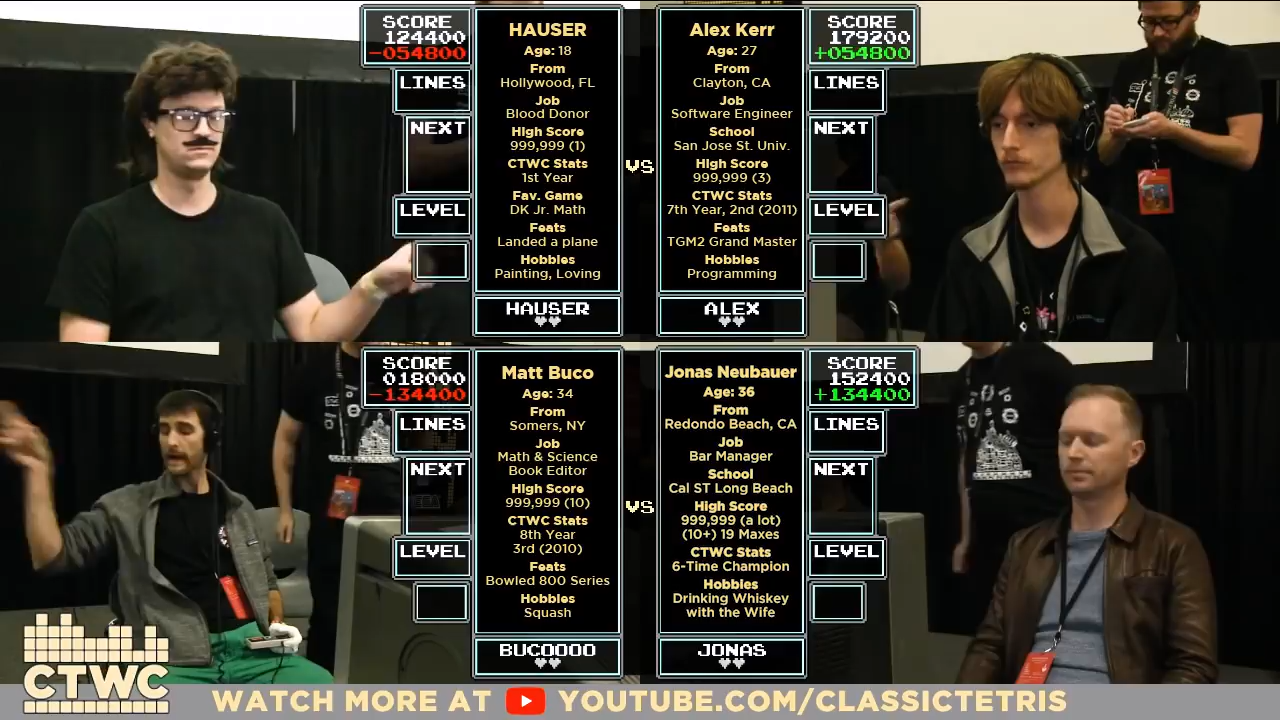 SCORE
124400
-054800
LINES
NEXT
LEVEL
HAUSER
Age: 18
From
Hollywood, FL
Job
Blood Donor
High Score
999,999 (1)
CTWC Stats
1st Year
Fav. Game
DK Jr. Math
Feats
Landed a plane
Hobbies
Painting, Loving
HAUSER
VS
Alex Kerr
Age: 27
From
Clayton, CA
Job
Software Engineer
School
San Jose St. Univ.
High Score
999,999 (3)
CTWC Stats
7th Year, 2nd (2011)
Feats
TGM2 Grand Master
Hobbies
Programming
ALEX
SCORE
179200
+054800
LINES
NEXT
LEVEL
SCORE
018000
-134400
LINES
NEXT
LEVEL
Matt Buco
Age: 34
From
Somers, NY
Job
Math & Science
Book Editor
High Score
999,999 (10)
CTWC Stats
8th Year
3rd (2010)
Feats
Bowled 800 Series
Hobbies
Squash
BUCOOOO
VS
Jonas Neubauer
Age: 36
From
Redondo Beach, CA
Job
Bar Manager
School
Cal ST Long Beach
High Score
999,999 (a lot)
(10+) 19 Maxes
CTWC Stats
6-Time Champion
Hobbies
Drinking Whiskey
with the Wife
JONAS
SCORE
152400
+134400
LINES
NEXT
LEVEL
CTWC
WATCH MORE AT YOUTUBE.COM/CLASSICTETRIS